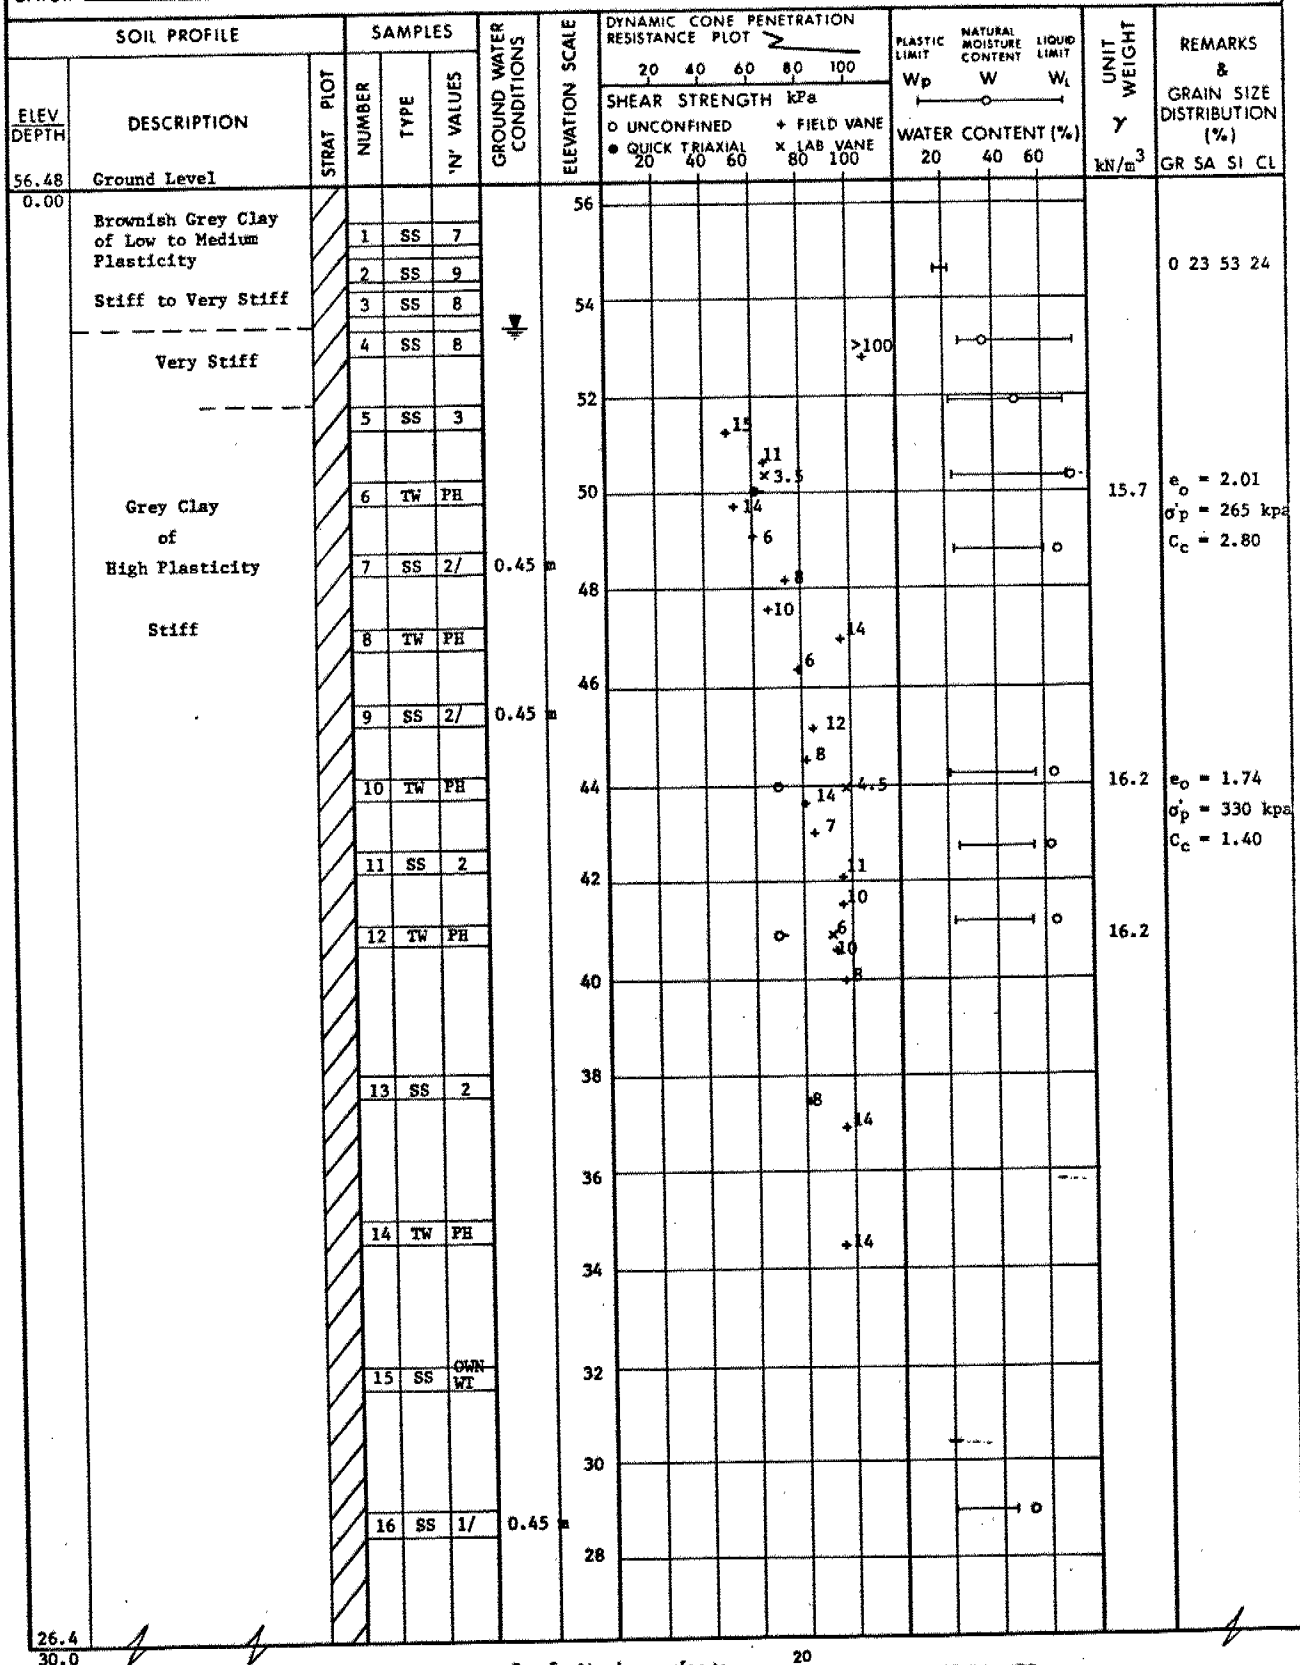 SOIL PROFILE
SAMPLES
GROUND WATER CONDITIONS
ELEVATION SCALE
DYNAMIC CONE PENETRATION
RESISTANCE PLOT
20 40 60 80 100
PLASTIC LIMIT
NATURAL MOISTURE CONTENT
LIQUID LIMIT
Wp W WL
UNIT WEIGHT
γ
kN/m3
REMARKS
&
GRAIN SIZE
DISTRIBUTION
(%)
GR SA SI CL
ELEV
DEPTH
DESCRIPTION
STRAT PLOT
NUMBER
TYPE
'N' VALUES
SHEAR STRENGTH kPa
o UNCONFINED + FIELD VANE
● QUICK TRIAXIAL × LAB VANE
20 40 60 80 100
WATER CONTENT (%)
20 40 60
56.48 Ground Level
0.00
56
Brownish Grey Clay
of Low to Medium
Plasticity
1 SS 7
2 SS 9
0 23 53 24
Stiff to Very Stiff
3 SS 8
54
4 SS 8
>100
Very Stiff
52
5 SS 3
15
11
3.5
6 TW PH
50
15.7
e₀ = 2.01
σ'p = 265 kpa
Cc = 2.80
14
Grey Clay
of
High Plasticity
6
7 SS 2/ 0.45 m
8
48
10
Stiff
8 TW PH
14
6
46
9 SS 2/ 0.45 m
12
8
10 TW PH
44
4.5
16.2
e₀ = 1.74
σ'p = 330 kpa
Cc = 1.40
14
7
11 SS 2
11
42
10
12 TW PH
6
16.2
10
8
40
38
13 SS 2
8
14
36
14 TW PH
14
34
15 SS OWN WT
32
30
16 SS 1/ 0.45 m
28
26.4
30.0
20